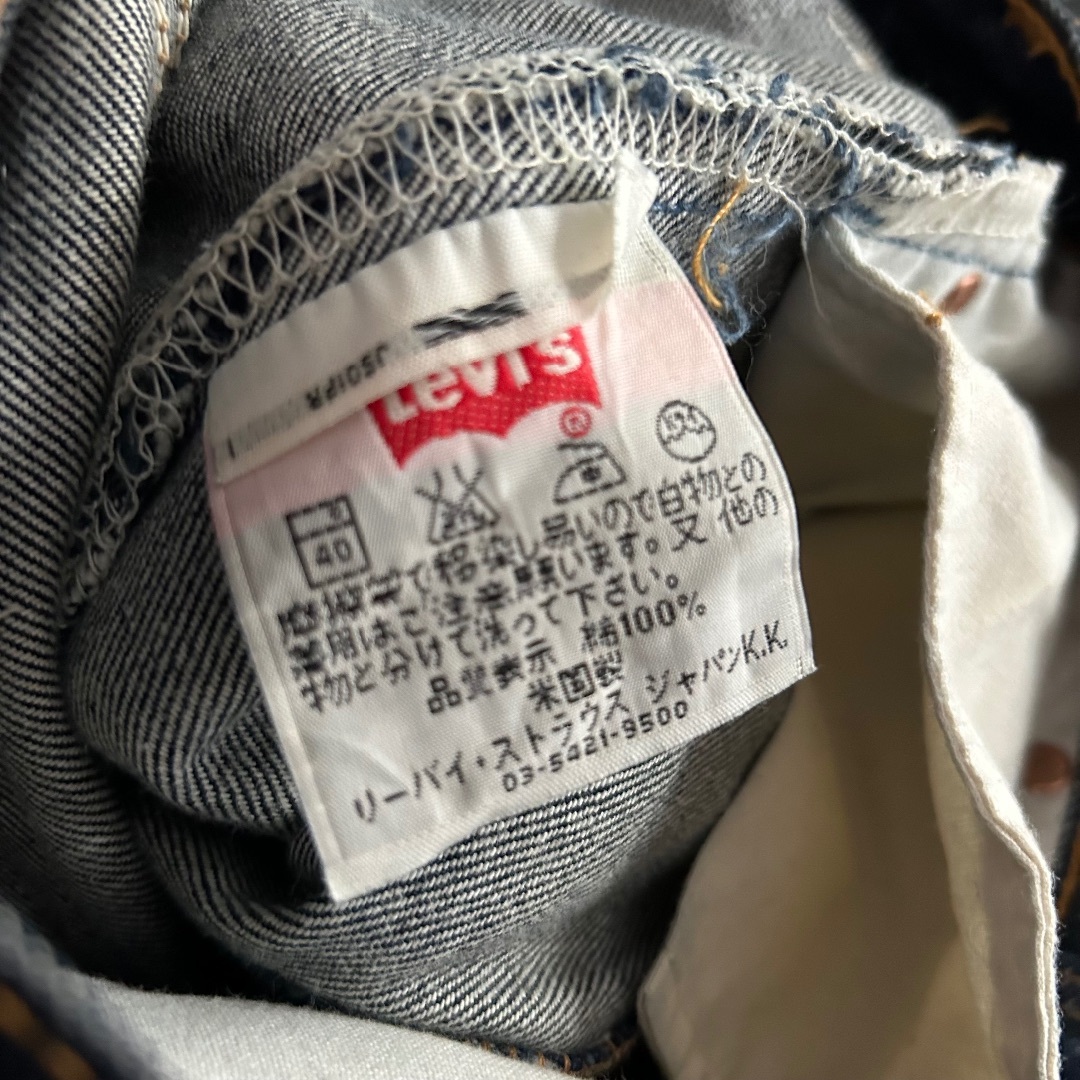 J501PR
Levi's
®
40
摩擦等で移染し易いので白物との
着用はご注意願います。又 他の
物と分けて洗って下さい。
品質表示 綿100%
米国製
リーバイ・ストラウス ジャパンK.K.
03-5421-9500